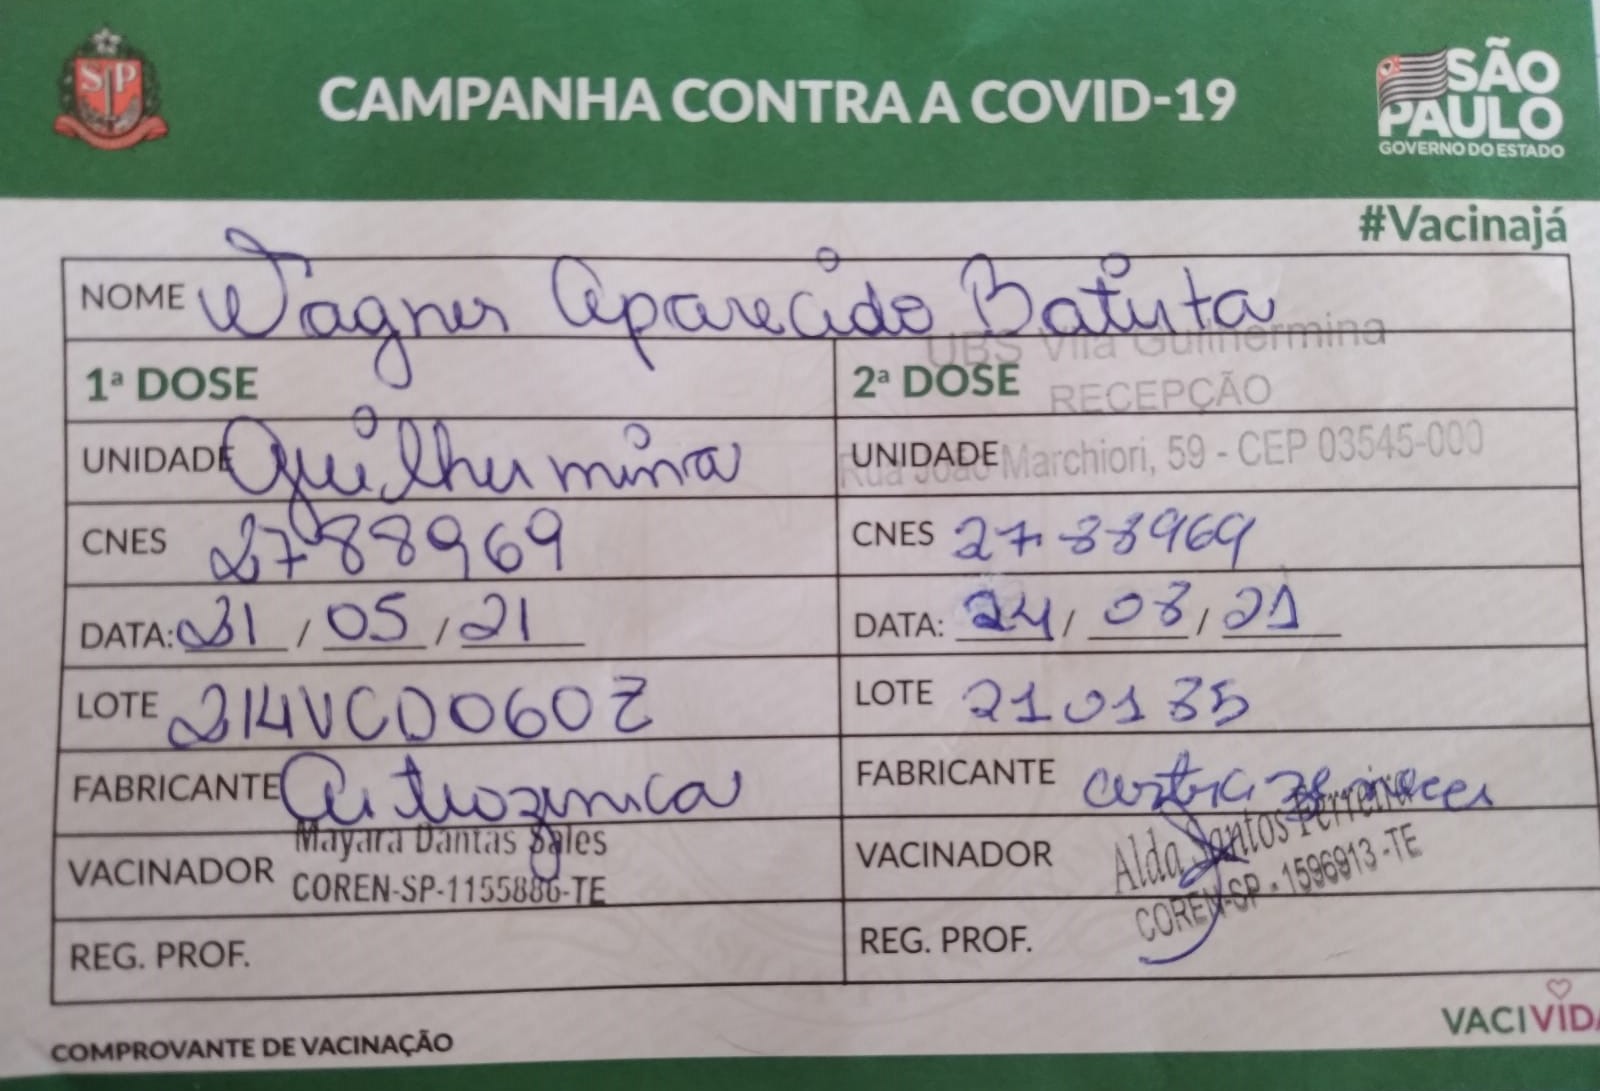 SP
CAMPANHA CONTRA A COVID-19
SÃO
PAULO
GOVERNO DO ESTADO
#Vacinajá
NOME Wagner Aparecido Batista
UBS Vila Guilhermina
1ª DOSE
2ª DOSE
RECEPÇÃO
UNIDADE Guilhermina
UNIDADE
Rua João Marchiori, 59 - CEP 03545-000
CNES 2788969
CNES 2788969
DATA: 31 / 05 / 21
DATA: 24 / 08 / 21
LOTE 214VCD060Z
LOTE
FABRICANTE
FABRICANTE
VACINADOR
Mayara Dantas Sales
COREN-SP-1155886-TE
VACINADOR
Alda Santos Ferreira
COREN-SP - 1596913 -TE
REG. PROF.
REG. PROF.
VACIVIDA
COMPROVANTE DE VACINAÇÃO